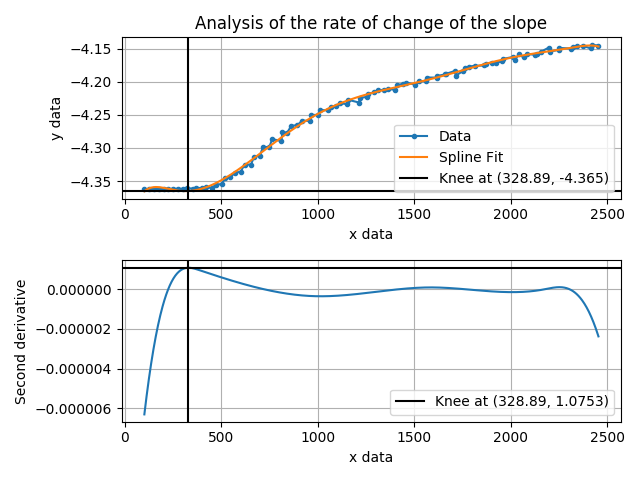 Analysis of the rate of change of the slope
−4.15
−4.20
−4.25
−4.30
−4.35
y data
Data
Spline Fit
Knee at (328.89, -4.365)
0
500
1000
1500
2000
2500
x data
0.000000
−0.000002
−0.000004
−0.000006
Second derivative
Knee at (328.89, 1.0753)
0
500
1000
1500
2000
2500
x data